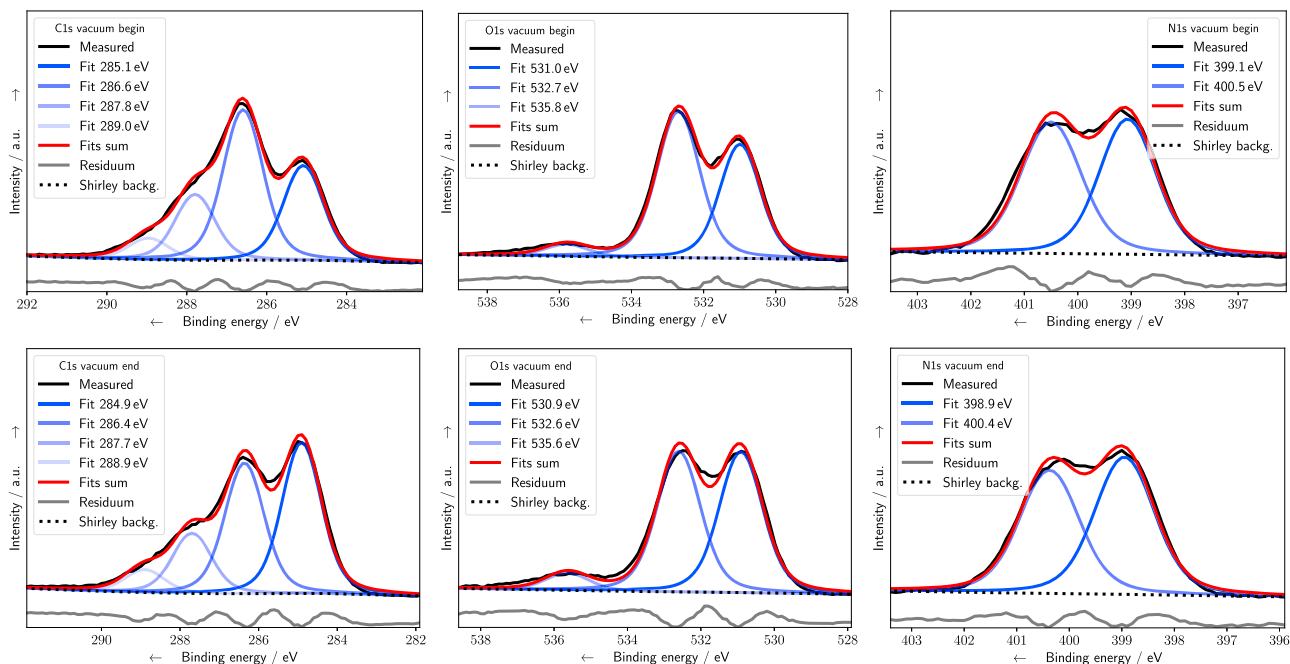 C1s vacuum begin
Measured
Fit 285.1 eV
Fit 286.6 eV
Fit 287.8 eV
Fit 289.0 eV
Fits sum
Residuum
Shirley backg.
Intensity / a.u. →
292 290 288 286 284
← Binding energy / eV
O1s vacuum begin
Measured
Fit 531.0 eV
Fit 532.7 eV
Fit 535.8 eV
Fits sum
Residuum
Shirley backg.
Intensity / a.u. →
538 536 534 532 530 528
← Binding energy / eV
N1s vacuum begin
Measured
Fit 399.1 eV
Fit 400.5 eV
Fits sum
Residuum
Shirley backg.
Intensity / a.u. →
403 402 401 400 399 398 397
← Binding energy / eV
C1s vacuum end
Measured
Fit 284.9 eV
Fit 286.4 eV
Fit 287.7 eV
Fit 288.9 eV
Fits sum
Residuum
Shirley backg.
Intensity / a.u. →
290 288 286 284 282
← Binding energy / eV
O1s vacuum end
Measured
Fit 530.9 eV
Fit 532.6 eV
Fit 535.6 eV
Fits sum
Residuum
Shirley backg.
Intensity / a.u. →
538 536 534 532 530 528
← Binding energy / eV
N1s vacuum end
Measured
Fit 398.9 eV
Fit 400.4 eV
Fits sum
Residuum
Shirley backg.
Intensity / a.u. →
403 402 401 400 399 398 397 396
← Binding energy / eV